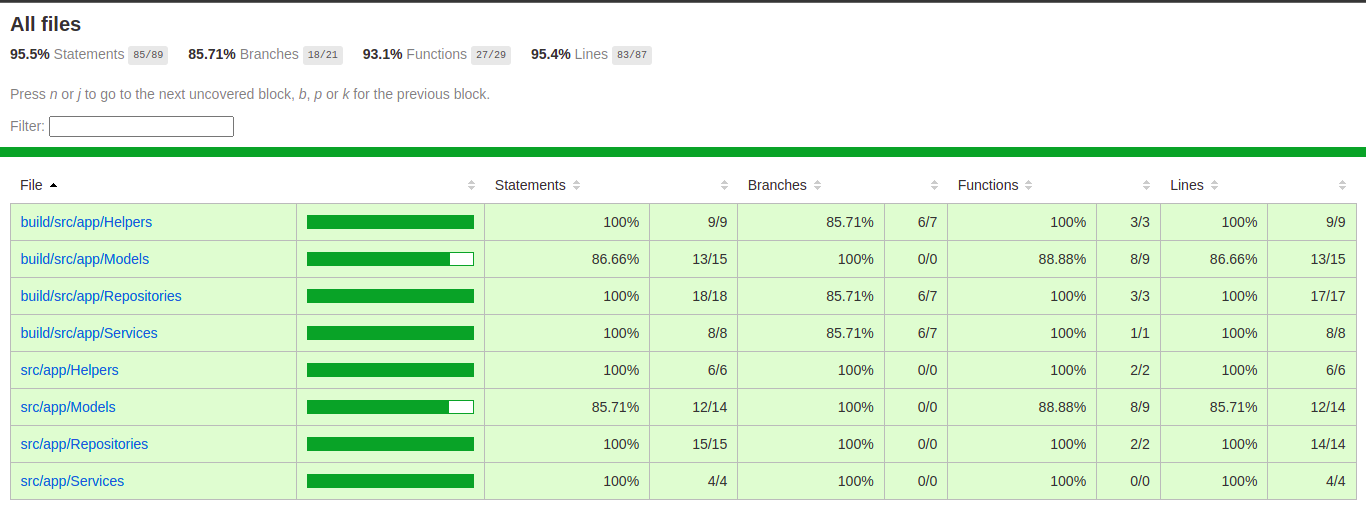 All files
95.5% Statements 85/89 85.71% Branches 18/21 93.1% Functions 27/29 95.4% Lines 83/87
Press n or j to go to the next uncovered block, b, p or k for the previous block.
Filter:
File Statements Branches Functions Lines
build/src/app/Helpers 100% 9/9 85.71% 6/7 100% 3/3 100% 9/9
build/src/app/Models 86.66% 13/15 100% 0/0 88.88% 8/9 86.66% 13/15
build/src/app/Repositories 100% 18/18 85.71% 6/7 100% 3/3 100% 17/17
build/src/app/Services 100% 8/8 85.71% 6/7 100% 1/1 100% 8/8
src/app/Helpers 100% 6/6 100% 0/0 100% 2/2 100% 6/6
src/app/Models 85.71% 12/14 100% 0/0 88.88% 8/9 85.71% 12/14
src/app/Repositories 100% 15/15 100% 0/0 100% 2/2 100% 14/14
src/app/Services 100% 4/4 100% 0/0 100% 0/0 100% 4/4